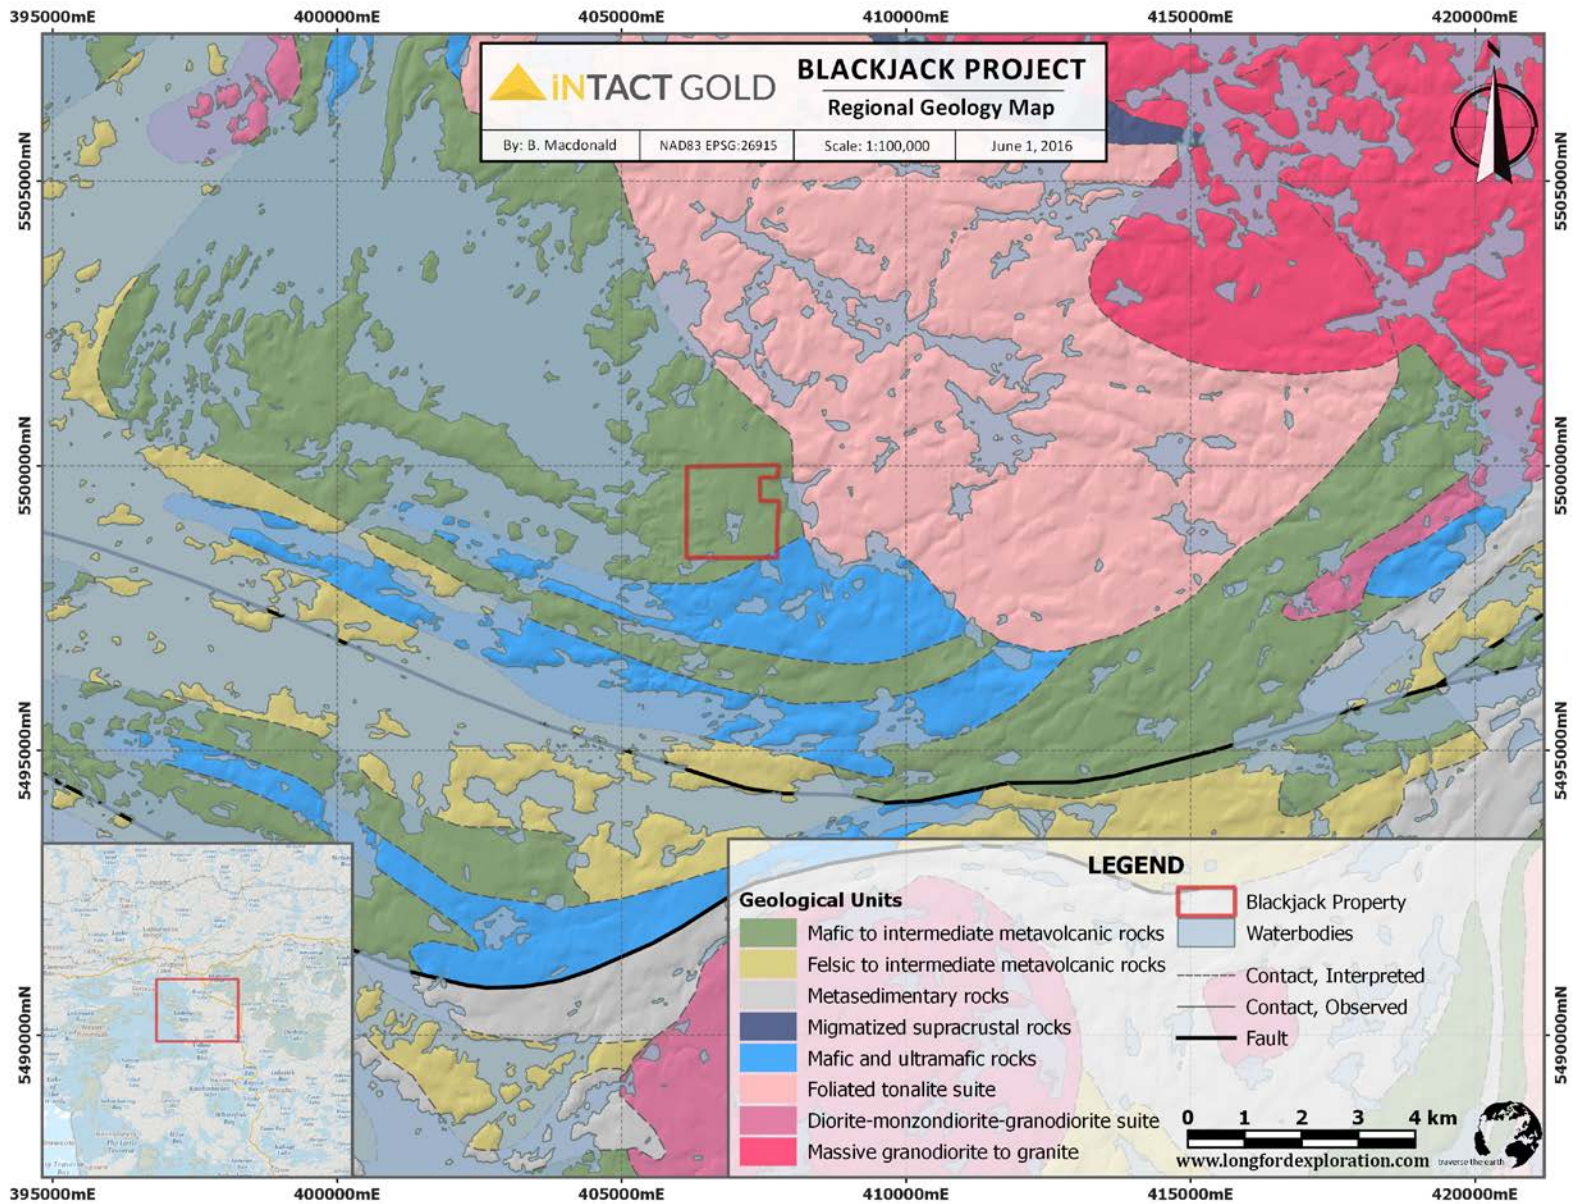 395000mE 400000mE 405000mE 410000mE 415000mE 420000mE
iNTACT GOLD
BLACKJACK PROJECT
Regional Geology Map
By: B. Macdonald NAD83 EPSG:26915 Scale: 1:100,000 June 1, 2016
5505000mN 5505000mN
5500000mN 5500000mN
5495000mN 5495000mN
5490000mN 5490000mN
LEGEND
Geological Units
Mafic to intermediate metavolcanic rocks
Felsic to intermediate metavolcanic rocks
Metasedimentary rocks
Migmatized supracrustal rocks
Mafic and ultramafic rocks
Foliated tonalite suite
Diorite-monzondiorite-granodiorite suite
Massive granodiorite to granite
Blackjack Property
Waterbodies
Contact, Interpreted
Contact, Observed
Fault
0 1 2 3 4 km
www.longfordexploration.com
traverse the earth
395000mE 400000mE 405000mE 410000mE 415000mE 420000mE